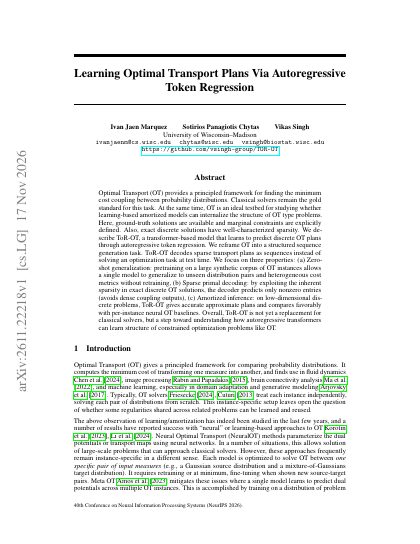 Learning Optimal Transport Plans Via Autoregressive
Token Regression
Ivan Jaen Marquez Sotirios Panagiotis Chytas Vikas Singh
University of Wisconsin–Madison
ivanjaenm@cs.wisc.edu chytas@wisc.edu vsingh@biostat.wisc.edu
https://github.com/vsingh-group/TOR-OT
Abstract
Optimal Transport (OT) provides a principled framework for finding the minimum
cost coupling between probability distributions. Classical solvers remain the gold
standard for this task. At the same time, OT is an ideal testbed for studying whether
learning-based amortized models can internalize the structure of OT type problems.
Here, ground-truth solutions are available and marginal constraints are explicitly
defined. Also, exact discrete solutions have well-characterized sparsity. We
describe ToR-OT, a transformer-based model that learns to predict discrete OT plans
through autoregressive token regression. We reframe OT into a structured sequence
generation task. ToR-OT decodes sparse transport plans as sequences instead of
solving an optimization task at test time. We focus on three properties: (a) Zero-
shot generalization: pretraining on a large synthetic corpus of OT instances allows
a single model to generalize to unseen distribution pairs and heterogeneous cost
metrics without retraining, (b) Sparse primal decoding: by exploiting the inherent
sparsity in exact discrete OT solutions, the decoder predicts only nonzero entries
(avoids dense coupling outputs), (c) Amortized inference: on low-dimensional dis-
crete problems, ToR-OT gives accurate approximate plans and compares favorably
with per-instance neural OT baselines. Overall, ToR-OT is not yet a replacement for
classical solvers, but a step toward understanding how autoregressive transformers
can learn structure of constrained optimization problems like OT.
1 Introduction
Optimal Transport (OT) gives a principled framework for comparing probability distributions. It
computes the minimum cost of transforming one measure into another, and finds use in fluid dynamics
Chen et al. [2024], image processing Rabin and Papadakis [2015], brain connectivity analysis Ma et al.
[2022], and machine learning, especially in domain adaptation and generative modeling Arjovsky
et al. [2017]. Typically, OT solvers Friesecke [2024], Cuturi [2013] treat each instance independently,
solving each pair of distributions from scratch. This instance-specific setup leaves open the question
of whether some regularities shared across related problems can be learned and reused.
The above observation of learning/amortization has indeed been studied in the last few years, and a
number of results have reported success with "neural" or learning-based approaches to OT Korotin
et al. [2023], Li et al. [2024]. Neural Optimal Transport (NeuralOT) methods parameterize the dual
potentials or transport maps using neural networks. In a number of situations, this allows solution
of large-scale problems that can approach classical solvers. However, these approaches frequently
remain instance-specific in a different sense. Each model is optimized to solve OT between one
specific pair of input measures (e.g., a Gaussian source distribution and a mixture-of-Gaussians
target distribution). It requires retraining or at minimum, fine-tuning when shown new source-target
pairs. Meta OT Amos et al. [2023] mitigates these issues where a single model learns to predict dual
potentials across multiple OT instances. This is accomplished by training on a distribution of problem
40th Conference on Neural Information Processing Systems (NeurIPS 2026)
arXiv:2611.22218v1 [cs.LG] 17 Nov 2026